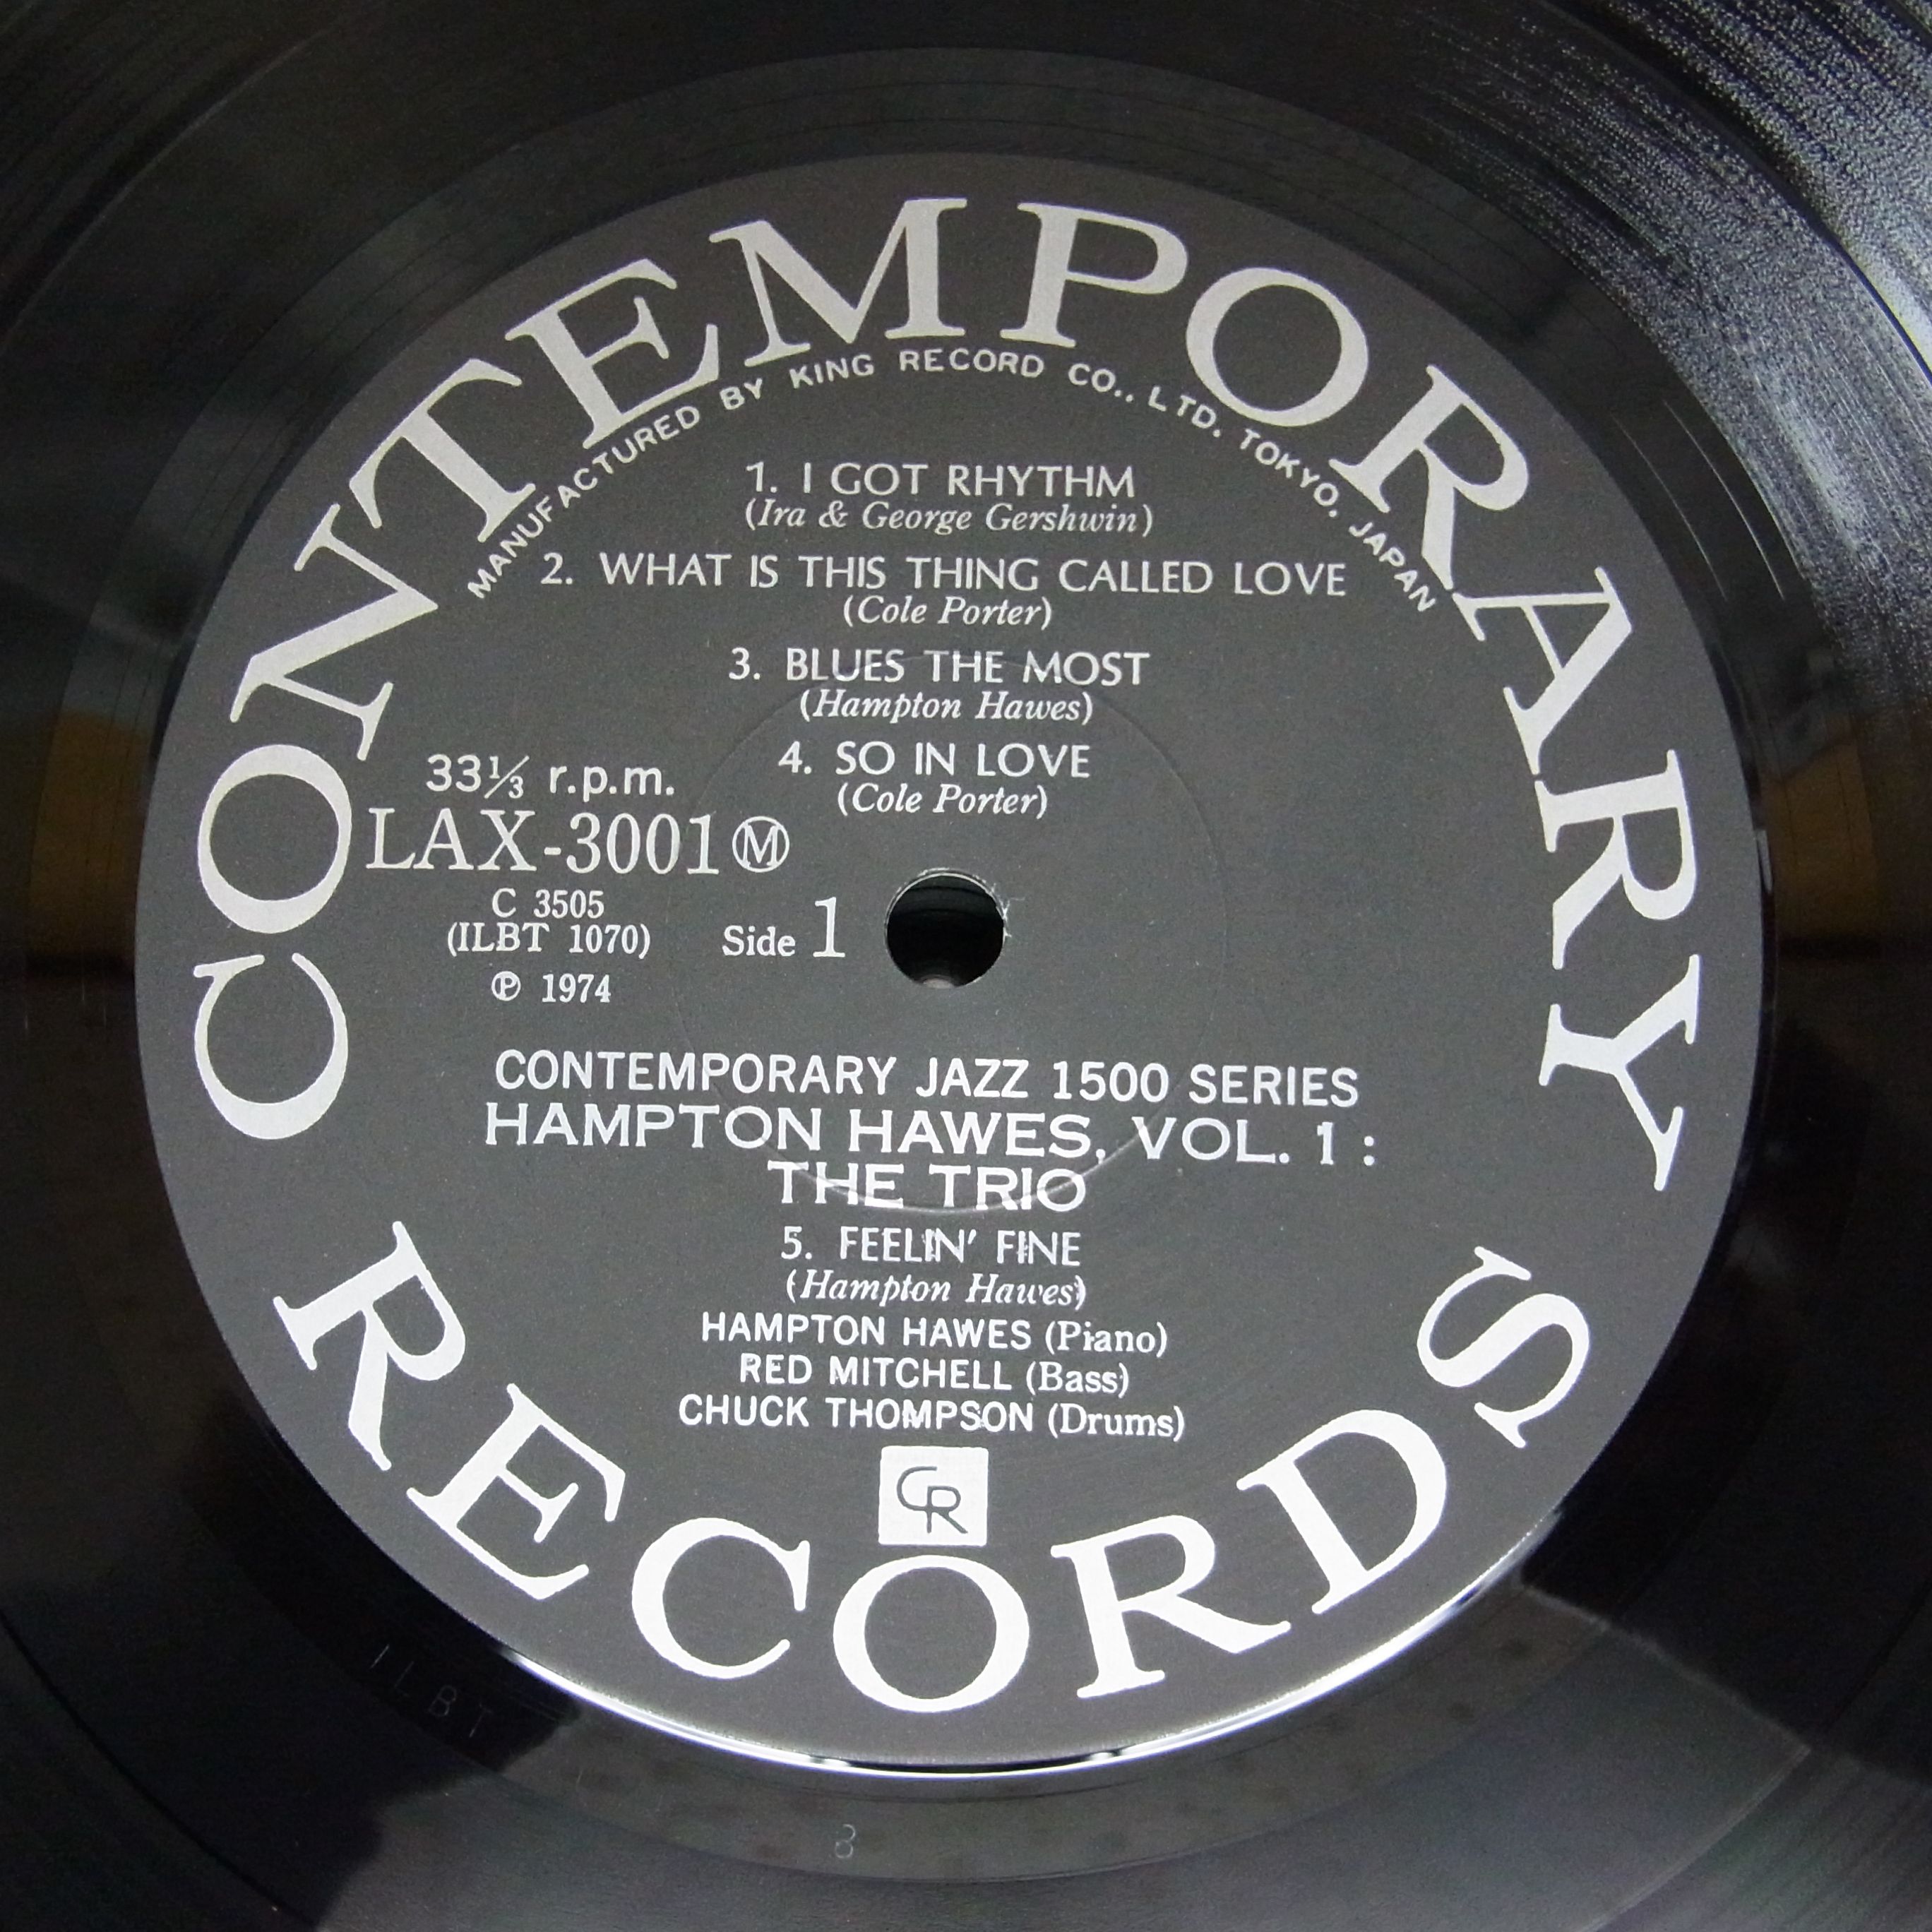 CONTEMPORARY
MANUFACTURED BY KING RECORD CO., LTD. TOKYO, JAPAN
1. I GOT RHYTHM
(Ira & George Gershwin)
2. WHAT IS THIS THING CALLED LOVE
(Cole Porter)
3. BLUES THE MOST
(Hampton Hawes)
4. SO IN LOVE
(Cole Porter)
33⅓ r.p.m.
LAX-3001 Ⓜ
C 3505
(ILBT 1070)
Side 1
℗ 1974
CONTEMPORARY JAZZ 1500 SERIES
HAMPTON HAWES, VOL. 1 :
THE TRIO
5. FEELIN' FINE
(Hampton Hawes)
HAMPTON HAWES (Piano)
RED MITCHELL (Bass)
CHUCK THOMPSON (Drums)
CR
RECORDS
ILBT